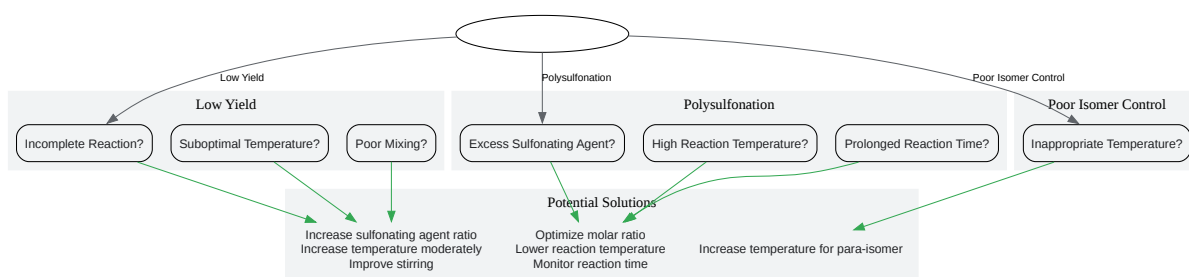 Low Yield
Polysulfonation
Poor Isomer Control
Low Yield
Polysulfonation
Poor Isomer Control
Incomplete Reaction?
Suboptimal Temperature?
Poor Mixing?
Excess Sulfonating Agent?
High Reaction Temperature?
Prolonged Reaction Time?
Inappropriate Temperature?
Potential Solutions
Increase sulfonating agent ratio
Increase temperature moderately
Improve stirring
Optimize molar ratio
Lower reaction temperature
Monitor reaction time
Increase temperature for para-isomer